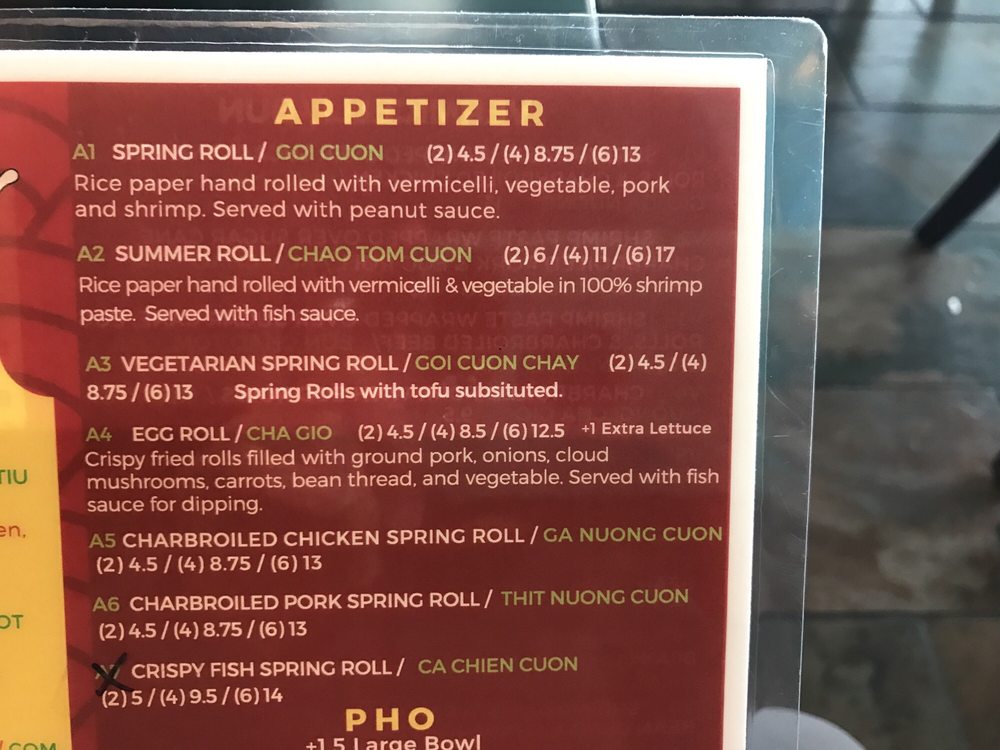 APPETIZER
A1 SPRING ROLL / GOI CUON (2) 4.5 / (4) 8.75 / (6) 13
Rice paper hand rolled with vermicelli, vegetable, pork
and shrimp. Served with peanut sauce.
A2 SUMMER ROLL / CHAO TOM CUON (2) 6 / (4) 11 / (6) 17
Rice paper hand rolled with vermicelli & vegetable in 100% shrimp
paste. Served with fish sauce.
A3 VEGETARIAN SPRING ROLL / GOI CUON CHAY (2) 4.5 / (4)
8.75 / (6) 13 Spring Rolls with tofu subsituted.
A4 EGG ROLL / CHA GIO (2) 4.5 / (4) 8.5 / (6) 12.5 +1 Extra Lettuce
Crispy fried rolls filled with ground pork, onions, cloud
mushrooms, carrots, bean thread, and vegetable. Served with fish
sauce for dipping.
A5 CHARBROILED CHICKEN SPRING ROLL / GA NUONG CUON
(2) 4.5 / (4) 8.75 / (6) 13
A6 CHARBROILED PORK SPRING ROLL / THIT NUONG CUON
(2) 4.5 / (4) 8.75 / (6) 13
CRISPY FISH SPRING ROLL / CA CHIEN CUON
(2) 5 / (4) 9.5 / (6) 14
PHO
+1.5 Large Bowl
TIU
en,
OT
/ COM